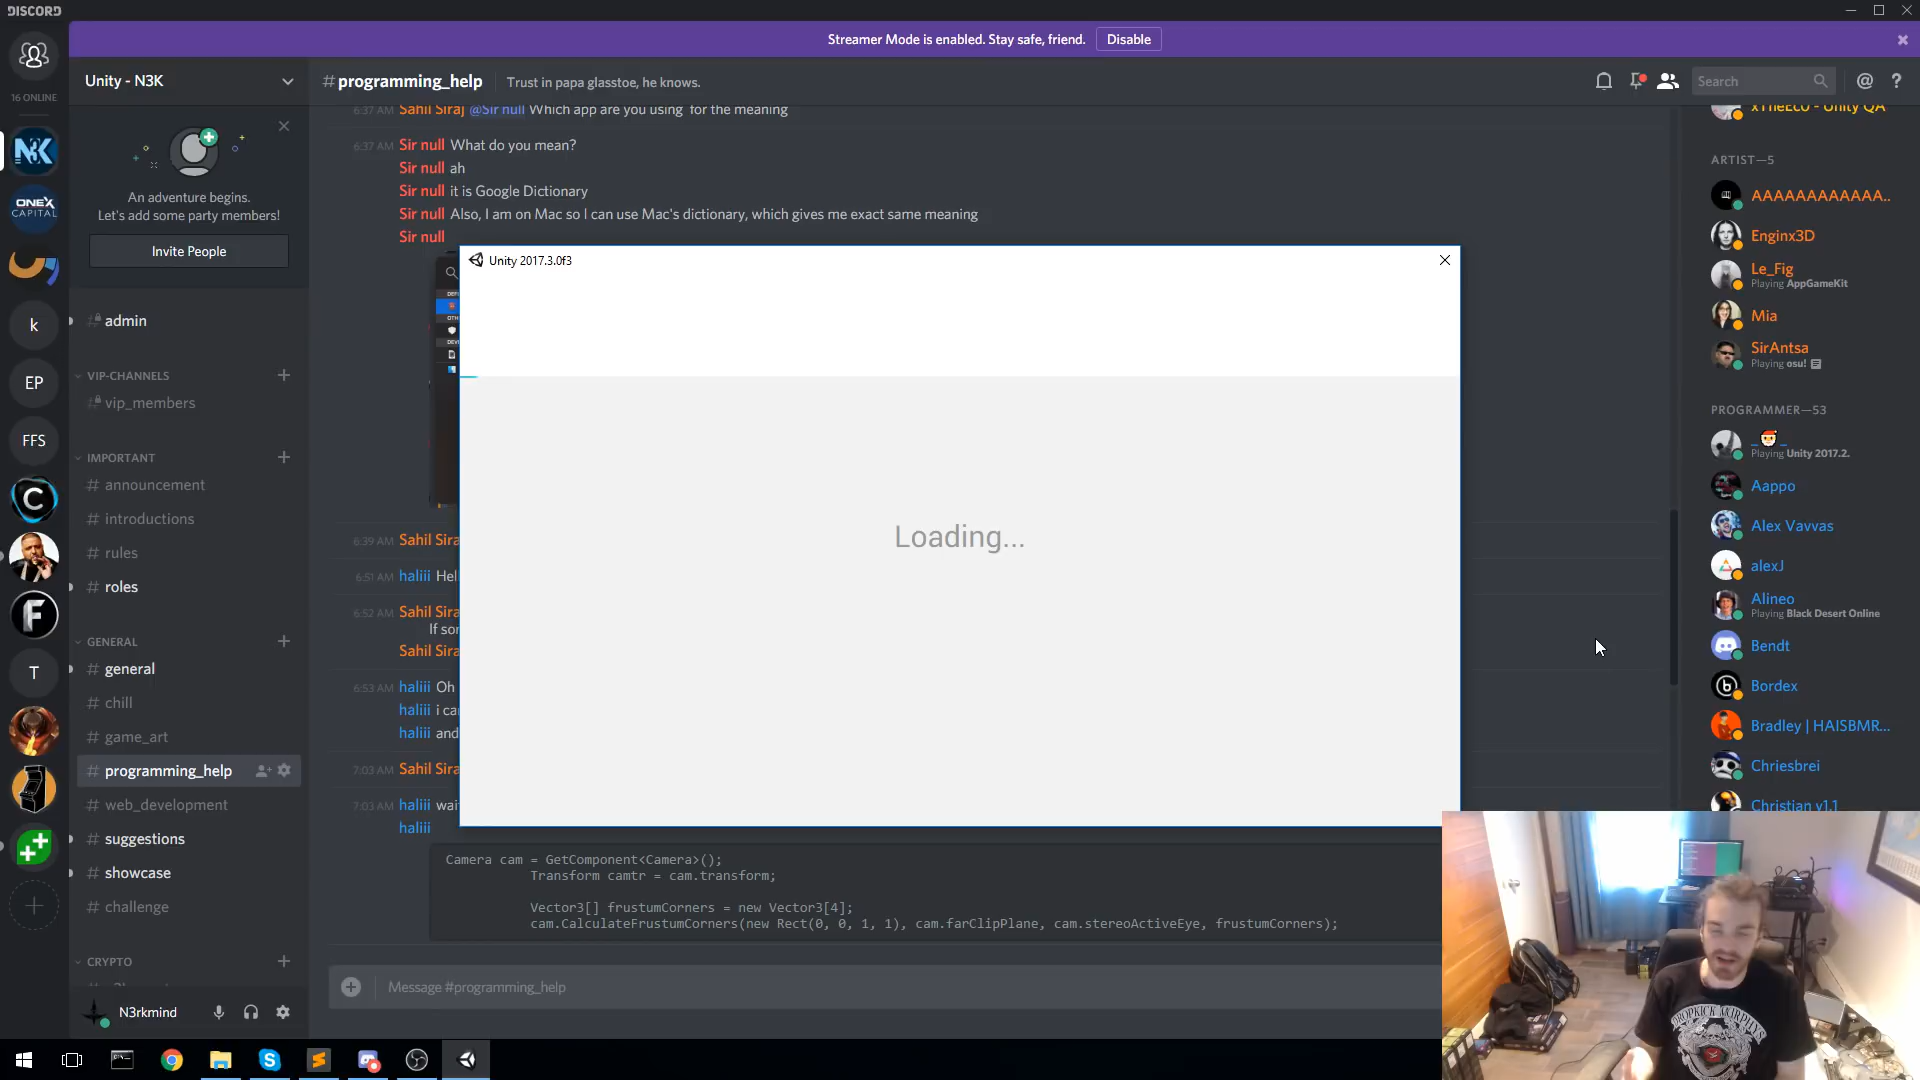 DISCORD
Streamer Mode is enabled. Stay safe, friend.
Disable
16 ONLINE
Unity - N3K
# programming_help
Trust in papa glasstoe, he knows.
Search
An adventure begins.
Let's add some party members!
Invite People
admin
VIP-CHANNELS
vip_members
IMPORTANT
# announcement
# introductions
# rules
# roles
GENERAL
# general
# chill
# game_art
# programming_help
# web_development
# suggestions
# showcase
# challenge
CRYPTO
N3rkmind
N3K
ONEX
CAPITAL
k
EP
FFS
C
F
T
6:37 AM Sahil Siraj @Sir null Which app are you using for the meaning
6:37 AM Sir null What do you mean?
Sir null ah
Sir null it is Google Dictionary
Sir null Also, I am on Mac so I can use Mac's dictionary, which gives me exact same meaning
Sir null
6:39 AM Sahil Sira
6:51 AM haliii Hel
6:52 AM Sahil Sira
If
Sahil Sira
6:53 AM haliii Oh
haliii i
haliii and
7:03 AM Sahil Sira
7:03 AM haliii wai
haliii
Camera cam = GetComponent<Camera>();
Transform camtr = cam.transform;
Vector3[] frustumCorners = new Vector3[4];
cam.CalculateFrustumCorners(new Rect(0, 0, 1, 1), cam.farClipPlane, cam.stereoActiveEye, frustumCorners);
Message #programming_help
Unity 2017.3.0f3
Loading...
xTheEco - Unity QA
ARTIST—5
AAAAAAAAAAAA..
Enginx3D
Le_Fig
Playing AppGameKit
Mia
SirAntsa
Playing osu!
PROGRAMMER—53
Playing Unity 2017.2.
Aappo
Alex Vavvas
alexJ
Alineo
Playing Black Desert Online
Bendt
Bordex
Bradley | HAISBMR...
Chriesbrei
Christian v1.1
DROPKICK MURPHYS